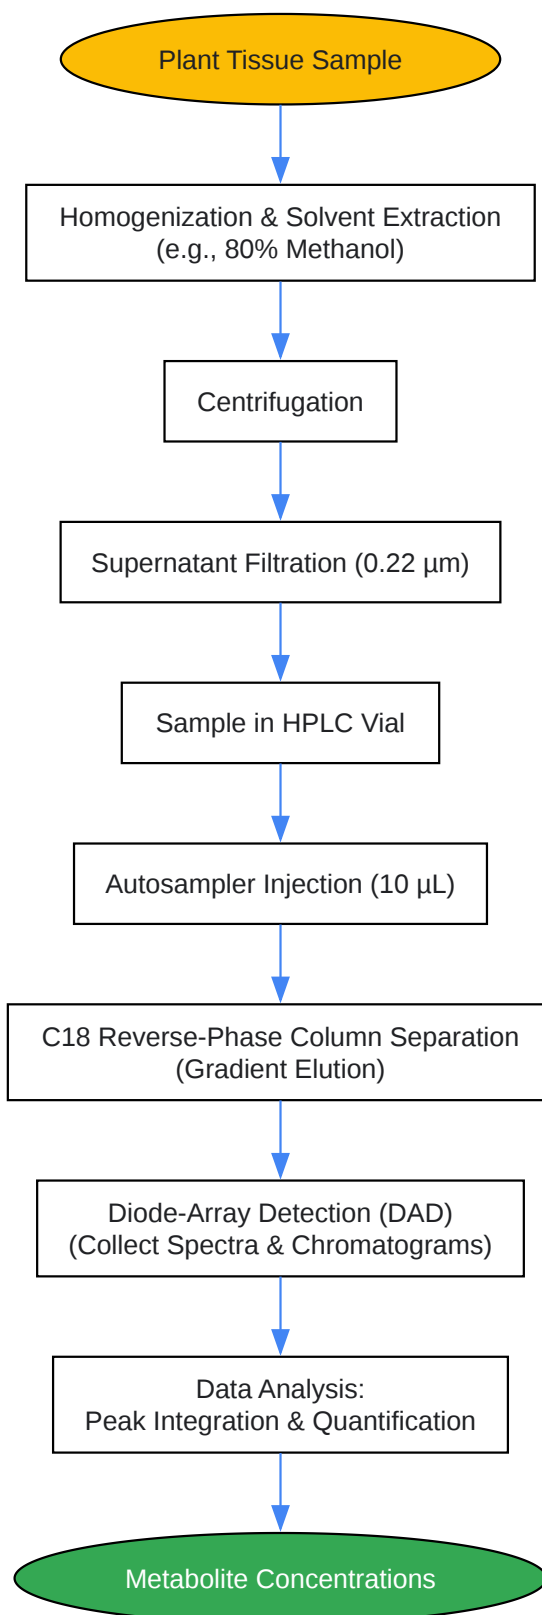 Plant Tissue Sample
Homogenization & Solvent Extraction
(e.g., 80% Methanol)
Centrifugation
Supernatant Filtration (0.22 µm)
Sample in HPLC Vial
Autosampler Injection (10 µL)
C18 Reverse-Phase Column Separation
(Gradient Elution)
Diode-Array Detection (DAD)
(Collect Spectra & Chromatograms)
Data Analysis:
Peak Integration & Quantification
Metabolite Concentrations